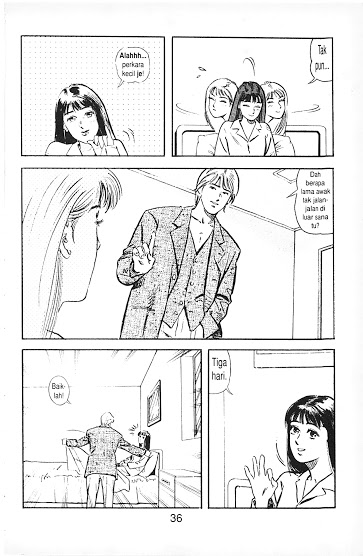 Tak
pun...
Alahhh...
perkara
kecil je!
Dah
berapa
lama awak
tak jalan-
jalan di
luar sana
tu?
Tiga
hari.
Baik-
lah!
36